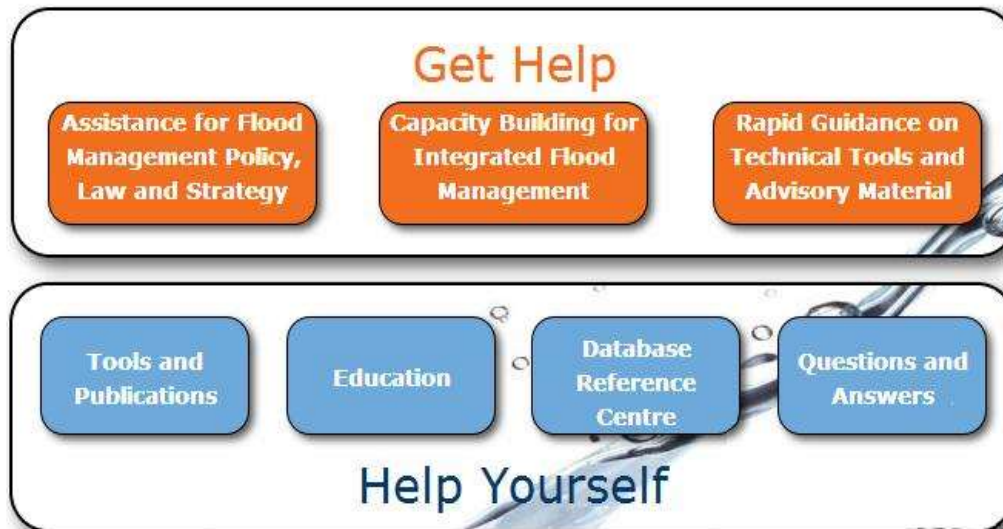 Get Help
Assistance for Flood
Management Policy,
Law and Strategy
Capacity Building for
Integrated Flood
Management
Rapid Guidance on
Technical Tools and
Advisory Material
Tools and
Publications
Education
Database
Reference
Centre
Questions and
Answers
Help Yourself